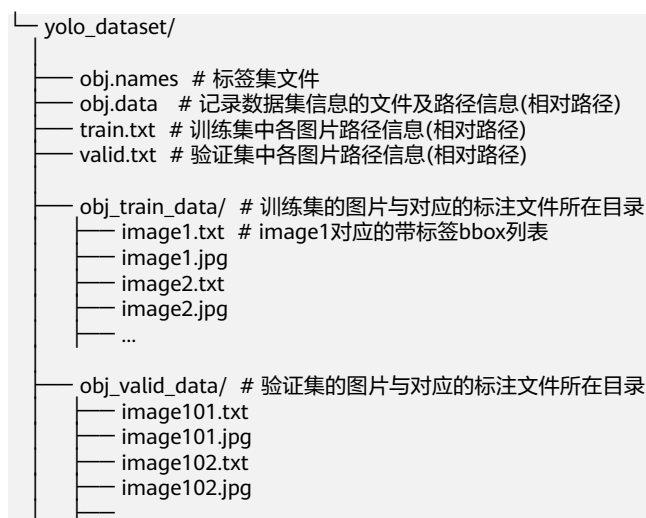 yolo_dataset/
obj.names # 标签集文件
obj.data # 记录数据集信息的文件及路径信息(相对路径)
train.txt # 训练集中各图片路径信息(相对路径)
valid.txt # 验证集中各图片路径信息(相对路径)
obj_train_data/ # 训练集的图片与对应的标注文件所在目录
image1.txt # image1对应的带标签bbox列表
image1.jpg
image2.txt
image2.jpg
...
obj_valid_data/ # 验证集的图片与对应的标注文件所在目录
image101.txt
image101.jpg
image102.txt
image102.jpg